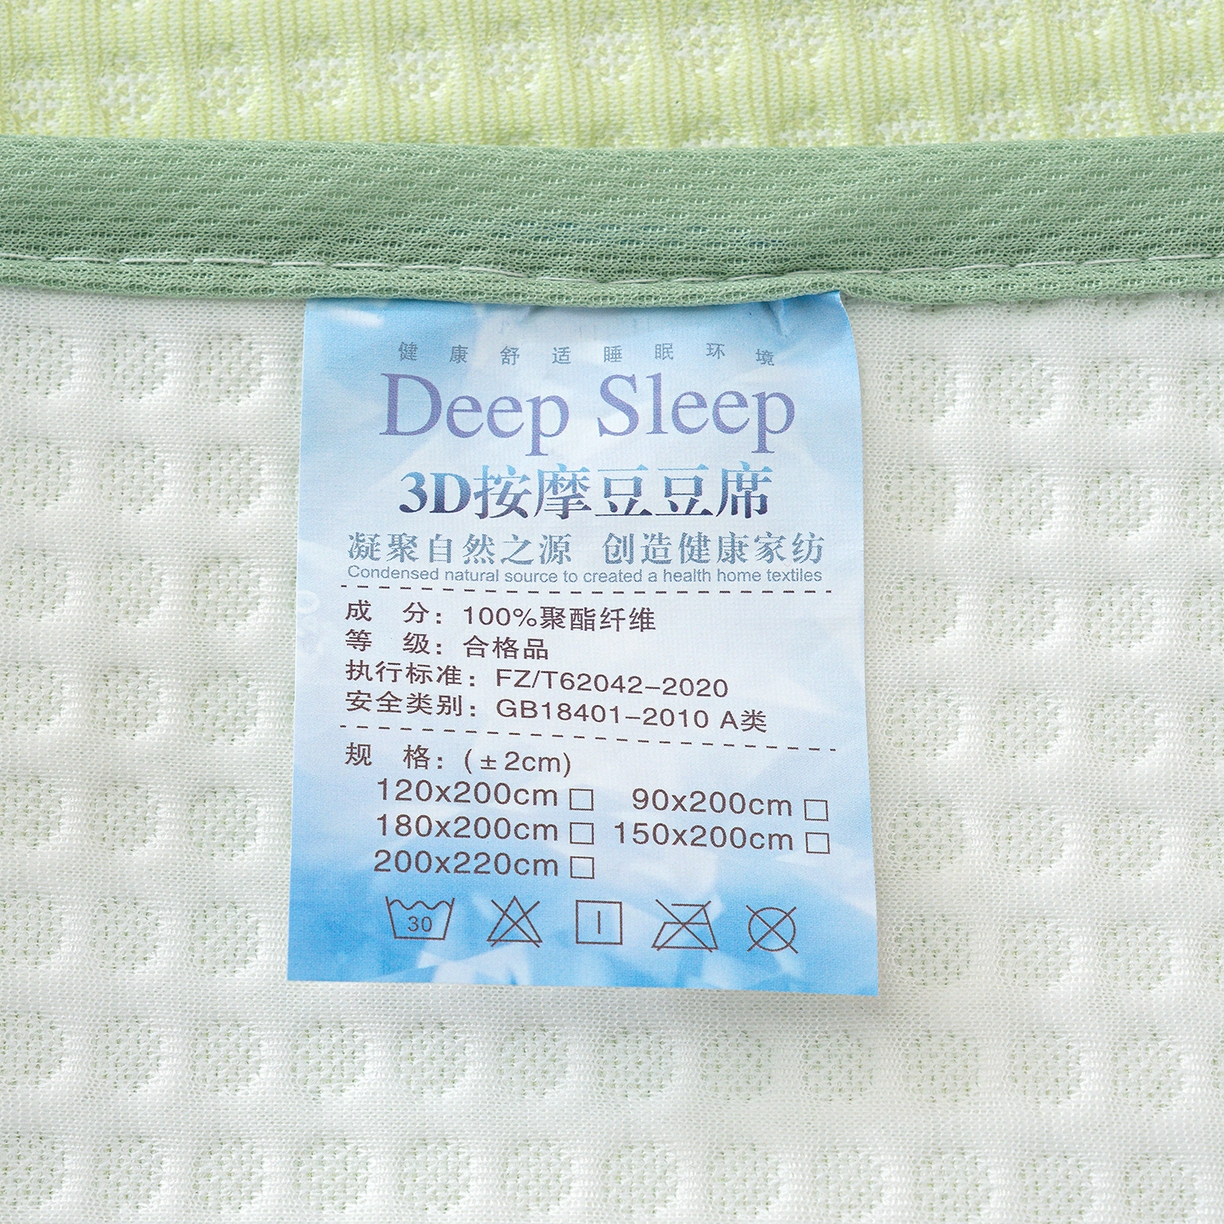 健康舒适睡眠环境
Deep Sleep
3D按摩豆豆席
凝聚自然之源 创造健康家纺
Condensed natural source to created a health home textiles
成 分：100%聚酯纤维
等 级：合格品
执行标准：FZ/T62042-2020
安全类别：GB18401-2010 A类
规 格：(±2cm)
120x200cm□ 90x200cm□
180x200cm□ 150x200cm□
200x220cm□
30